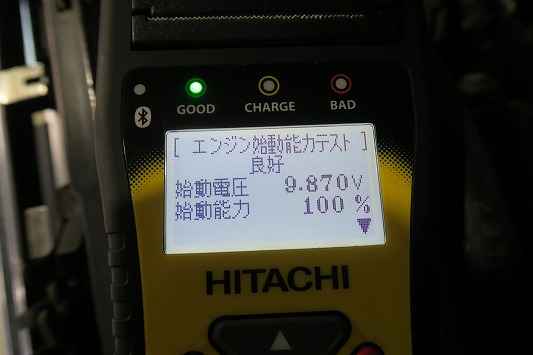 GOOD CHARGE BAD
[ エンジン始動能力テスト ]
良好
始動電圧 9.870V
始動能力 100 %
HITACHI